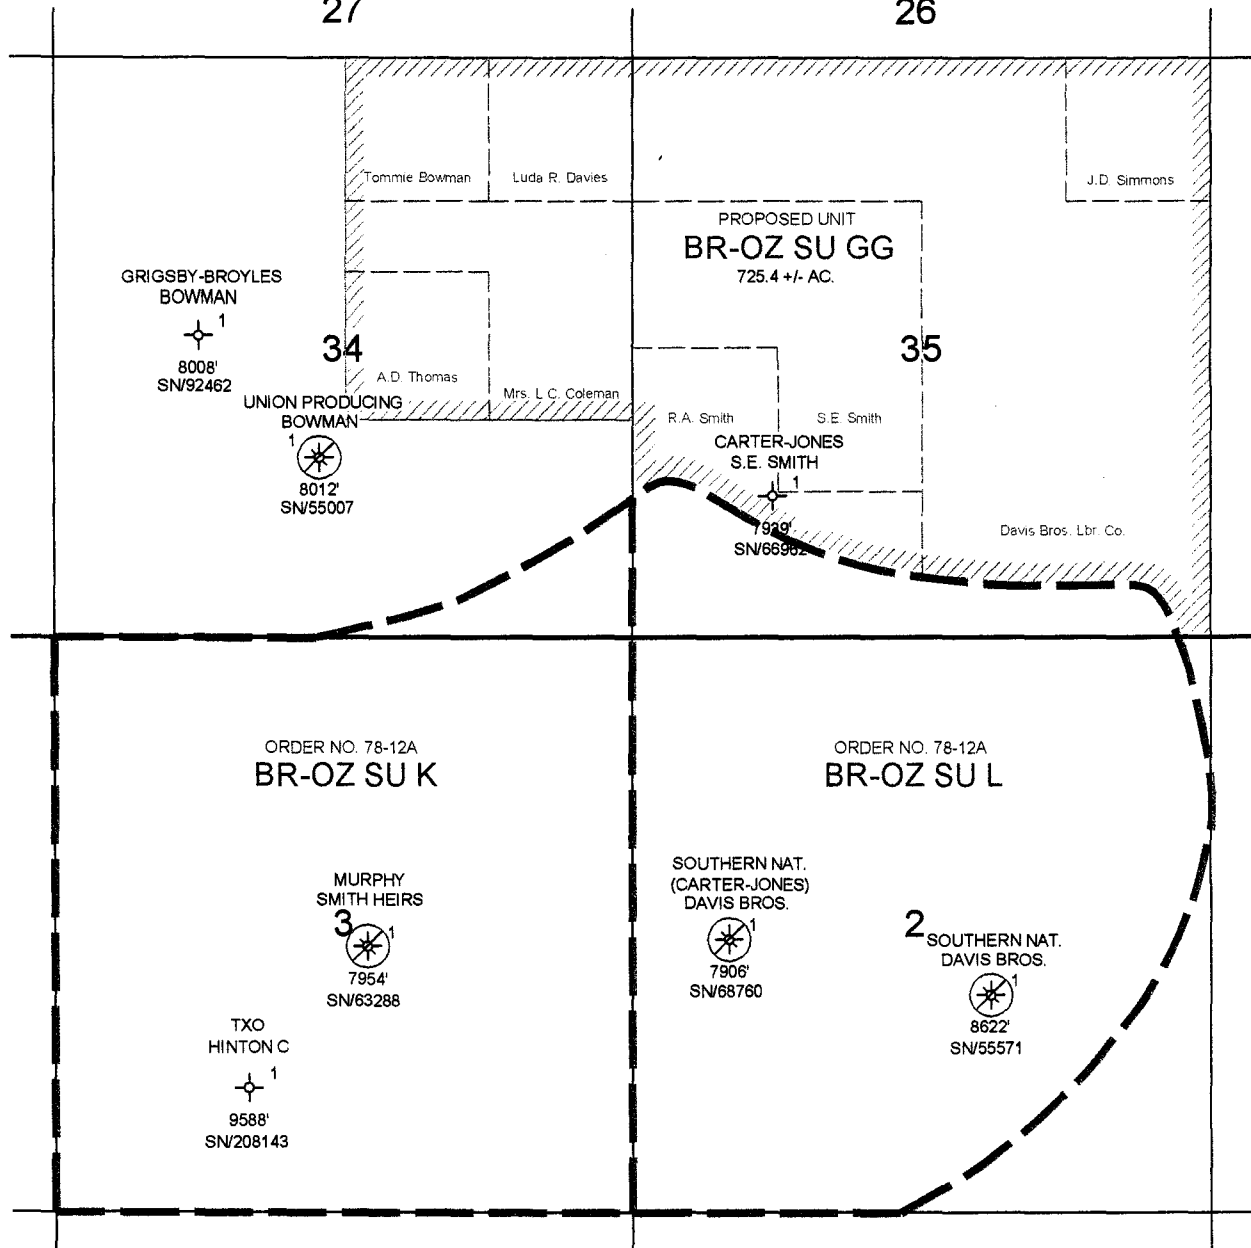 27
26
Tommie Bowman
Luda R. Davies
J.D. Simmons
PROPOSED UNIT
BR-OZ SU GG
725.4 +/- AC.
GRIGSBY-BROYLES
BOWMAN
1
8008'
SN/92462
34
35
A.D. Thomas
Mrs. L.C. Coleman
UNION PRODUCING
BOWMAN
1
8012'
SN/55007
R.A. Smith
S.E. Smith
CARTER-JONES
S.E. SMITH
1
7939'
SN/66982
Davis Bros. Lbr. Co.
ORDER NO. 78-12A
BR-OZ SU K
ORDER NO. 78-12A
BR-OZ SU L
MURPHY
SMITH HEIRS
3
1
7954'
SN/63288
SOUTHERN NAT.
(CARTER-JONES)
DAVIS BROS.
1
7906'
SN/68760
2
SOUTHERN NAT.
DAVIS BROS.
1
8622'
SN/55571
TXO
HINTON C
1
9588'
SN/208143